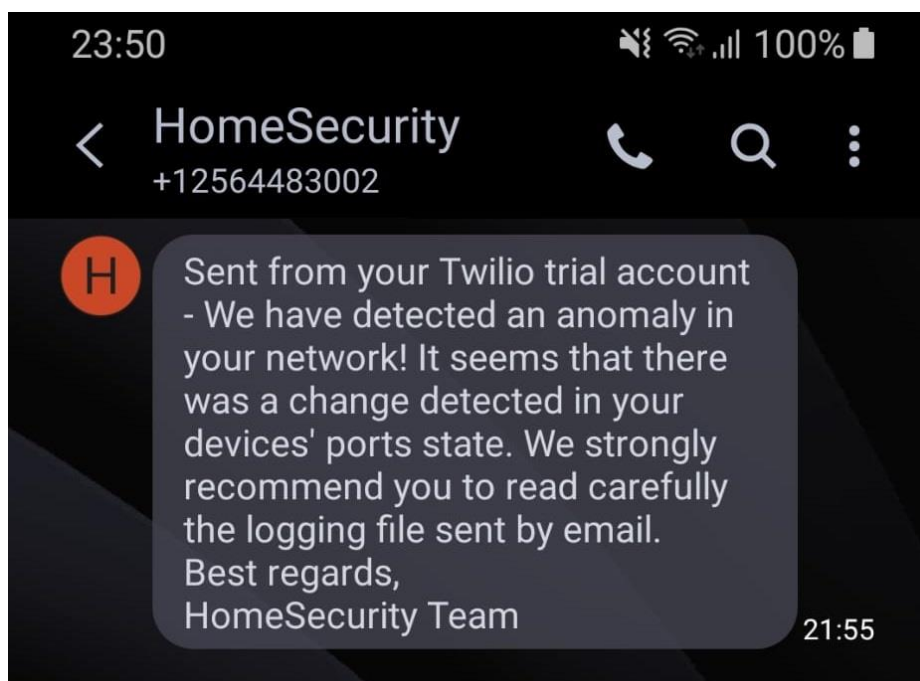 23:50
100%
HomeSecurity
+12564483002
H
Sent from your Twilio trial account
- We have detected an anomaly in
your network! It seems that there
was a change detected in your
devices' ports state. We strongly
recommend you to read carefully
the logging file sent by email.
Best regards,
HomeSecurity Team
21:55